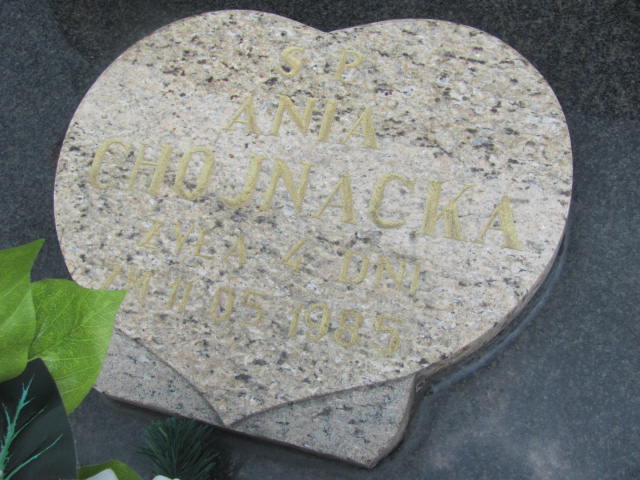 S P
ANIA
CHOJNACKA
ŻYŁA 4 DNI
ZM 11 05 1985